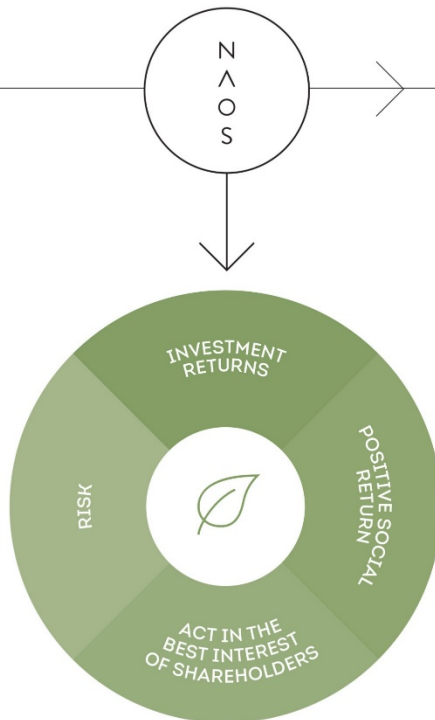 N
Λ
O
S
INVESTMENT
RETURNS
POSITIVE SOCIAL
RETURN
ACT IN THE
BEST INTEREST
OF SHAREHOLDERS
RISK